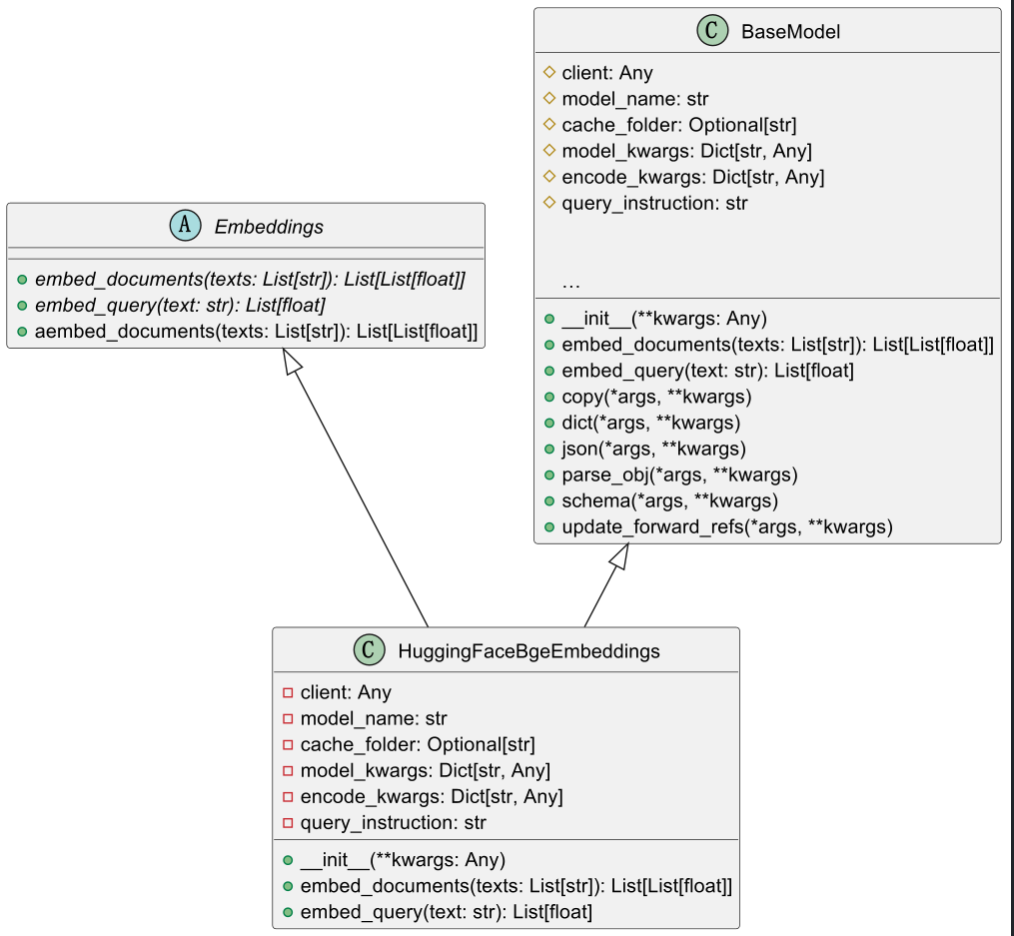 C BaseModel
client: Any
model_name: str
cache_folder: Optional[str]
model_kwargs: Dict[str, Any]
encode_kwargs: Dict[str, Any]
query_instruction: str
...
__init__(**kwargs: Any)
embed_documents(texts: List[str]): List[List[float]]
embed_query(text: str): List[float]
copy(*args, **kwargs)
dict(*args, **kwargs)
json(*args, **kwargs)
parse_obj(*args, **kwargs)
schema(*args, **kwargs)
update_forward_refs(*args, **kwargs)
A Embeddings
embed_documents(texts: List[str]): List[List[float]]
embed_query(text: str): List[float]
aembed_documents(texts: List[str]): List[List[float]]
C HuggingFaceBgeEmbeddings
client: Any
model_name: str
cache_folder: Optional[str]
model_kwargs: Dict[str, Any]
encode_kwargs: Dict[str, Any]
query_instruction: str
__init__(**kwargs: Any)
embed_documents(texts: List[str]): List[List[float]]
embed_query(text: str): List[float]